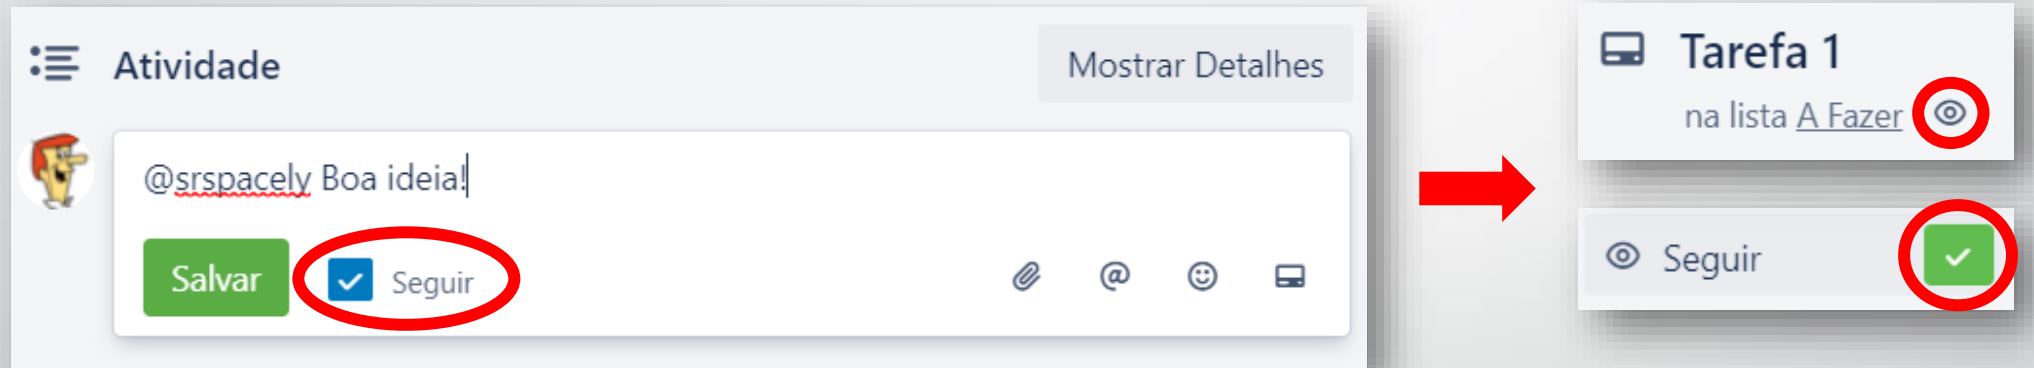 Atividade
Mostrar Detalhes
@srspacely Boa ideia!
Salvar
Seguir
@
Tarefa 1
na lista A Fazer
Seguir